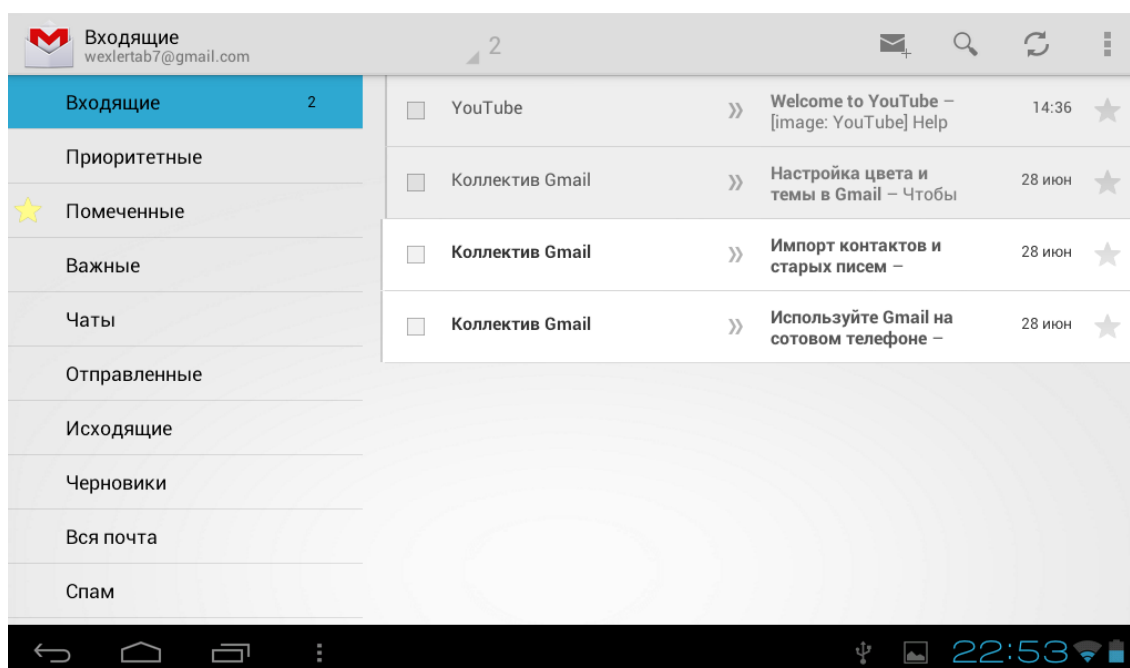 Входящие
wexlertab7@gmail.com
2
Входящие 2
Приоритетные
Помеченные
Важные
Чаты
Отправленные
Исходящие
Черновики
Вся почта
Спам
YouTube
Welcome to YouTube – 14:36
[image: YouTube] Help
Коллектив Gmail
Настройка цвета и 28 июн
темы в Gmail – Чтобы
Коллектив Gmail
Импорт контактов и 28 июн
старых писем –
Коллектив Gmail
Используйте Gmail на 28 июн
сотовом телефоне –
22:53